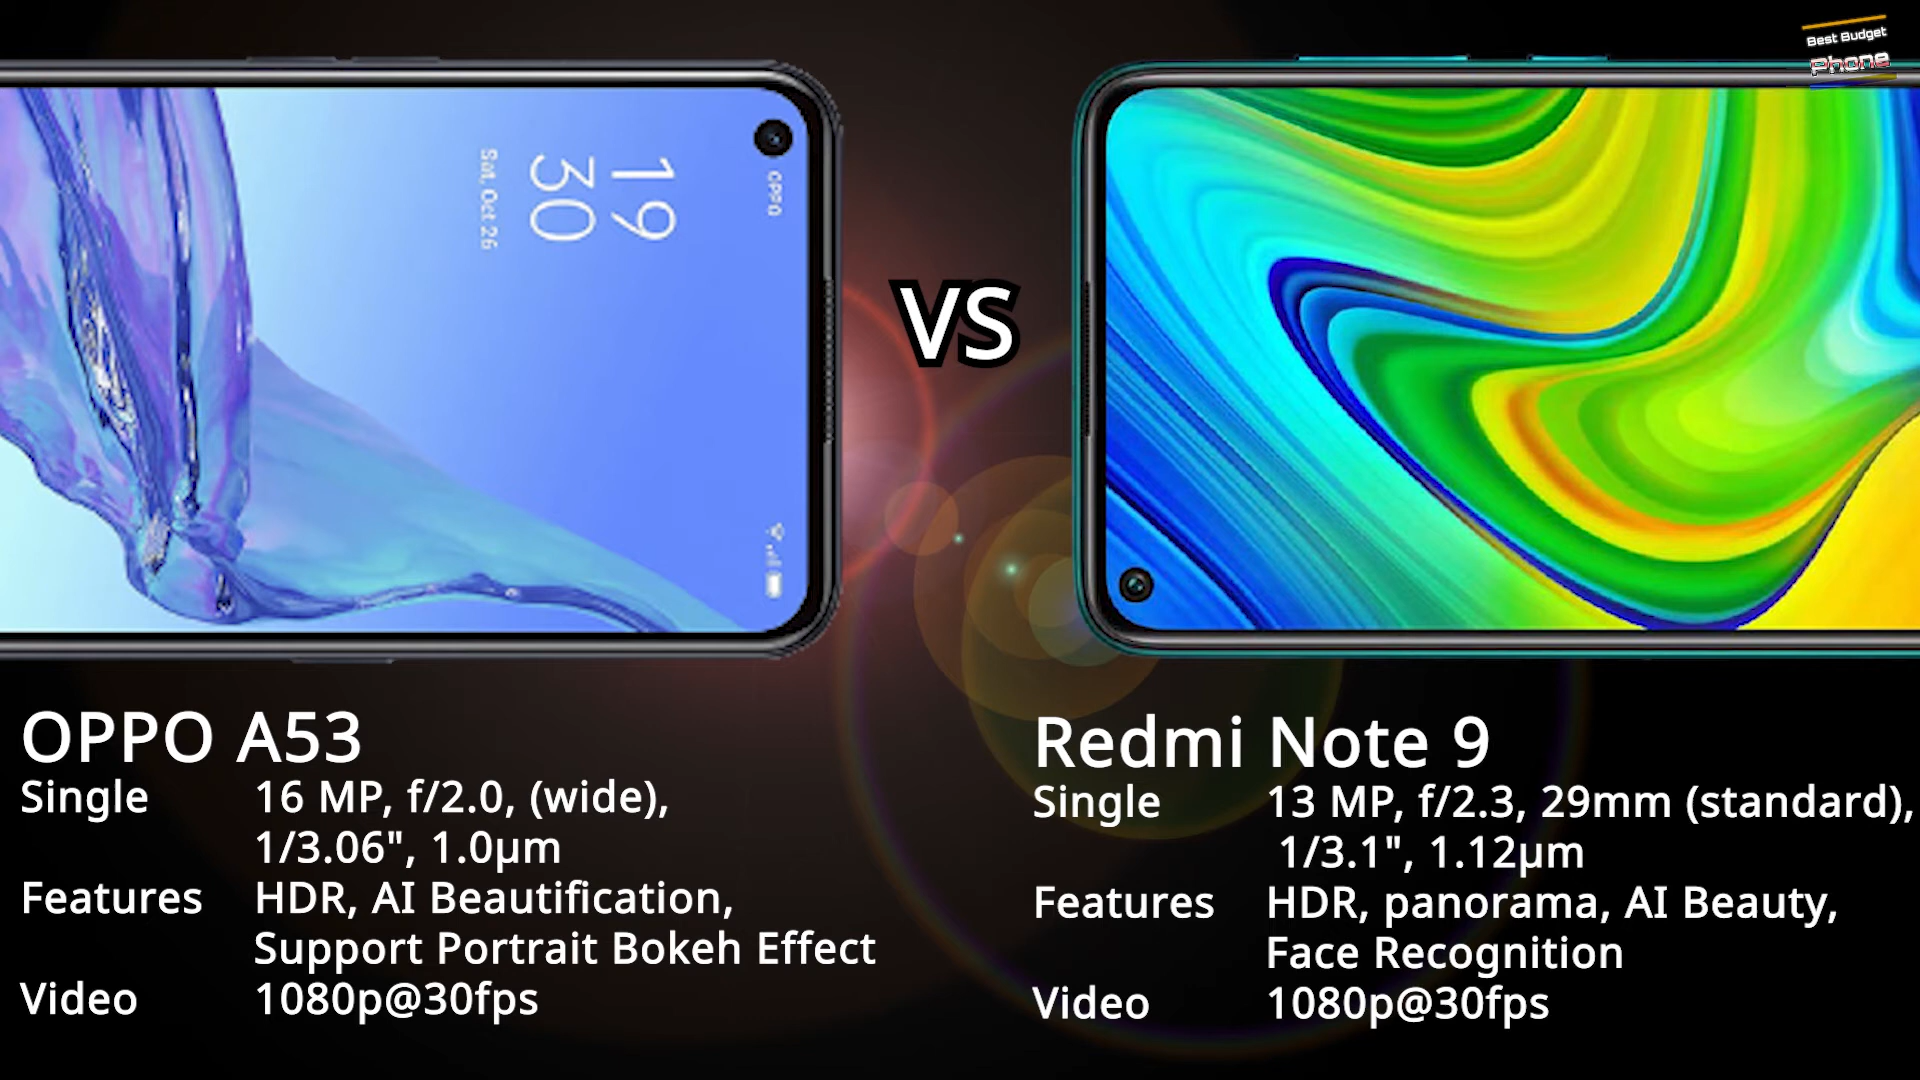 Best Budget
Phone
OPPO
19
30
Sat, Oct 26
VS
OPPO A53
Single 16 MP, f/2.0, (wide),
1/3.06", 1.0µm
Features HDR, AI Beautification,
Support Portrait Bokeh Effect
Video 1080p@30fps
Redmi Note 9
Single 13 MP, f/2.3, 29mm (standard),
1/3.1", 1.12µm
Features HDR, panorama, AI Beauty,
Face Recognition
Video 1080p@30fps